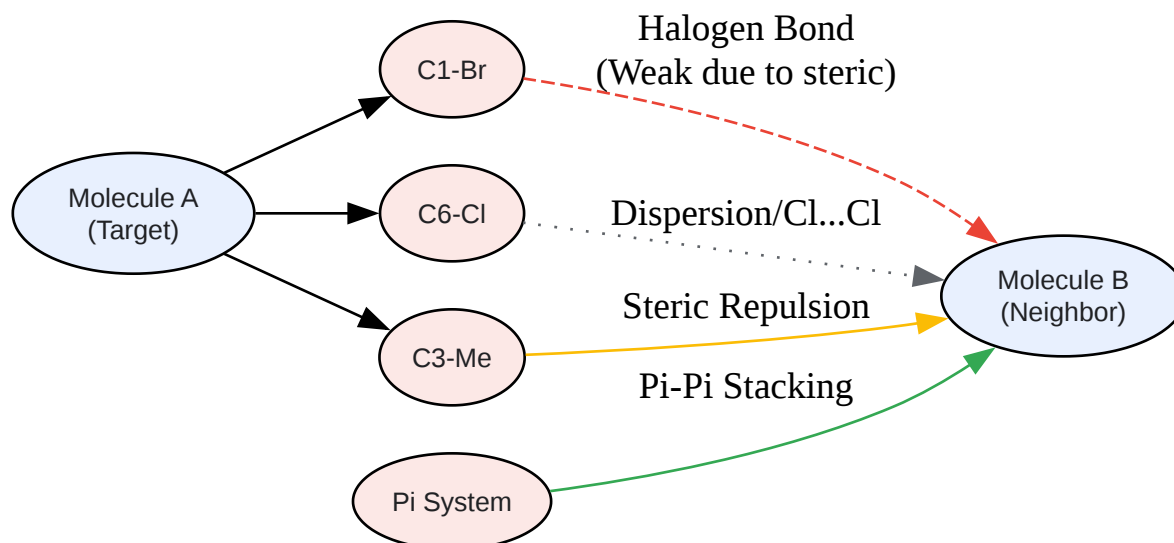 Halogen Bond
(Weak due to steric)
C1-Br
Molecule A
(Target)
C6-Cl
Dispersion/Cl...Cl
Molecule B
(Neighbor)
Steric Repulsion
C3-Me
Pi-Pi Stacking
Pi System